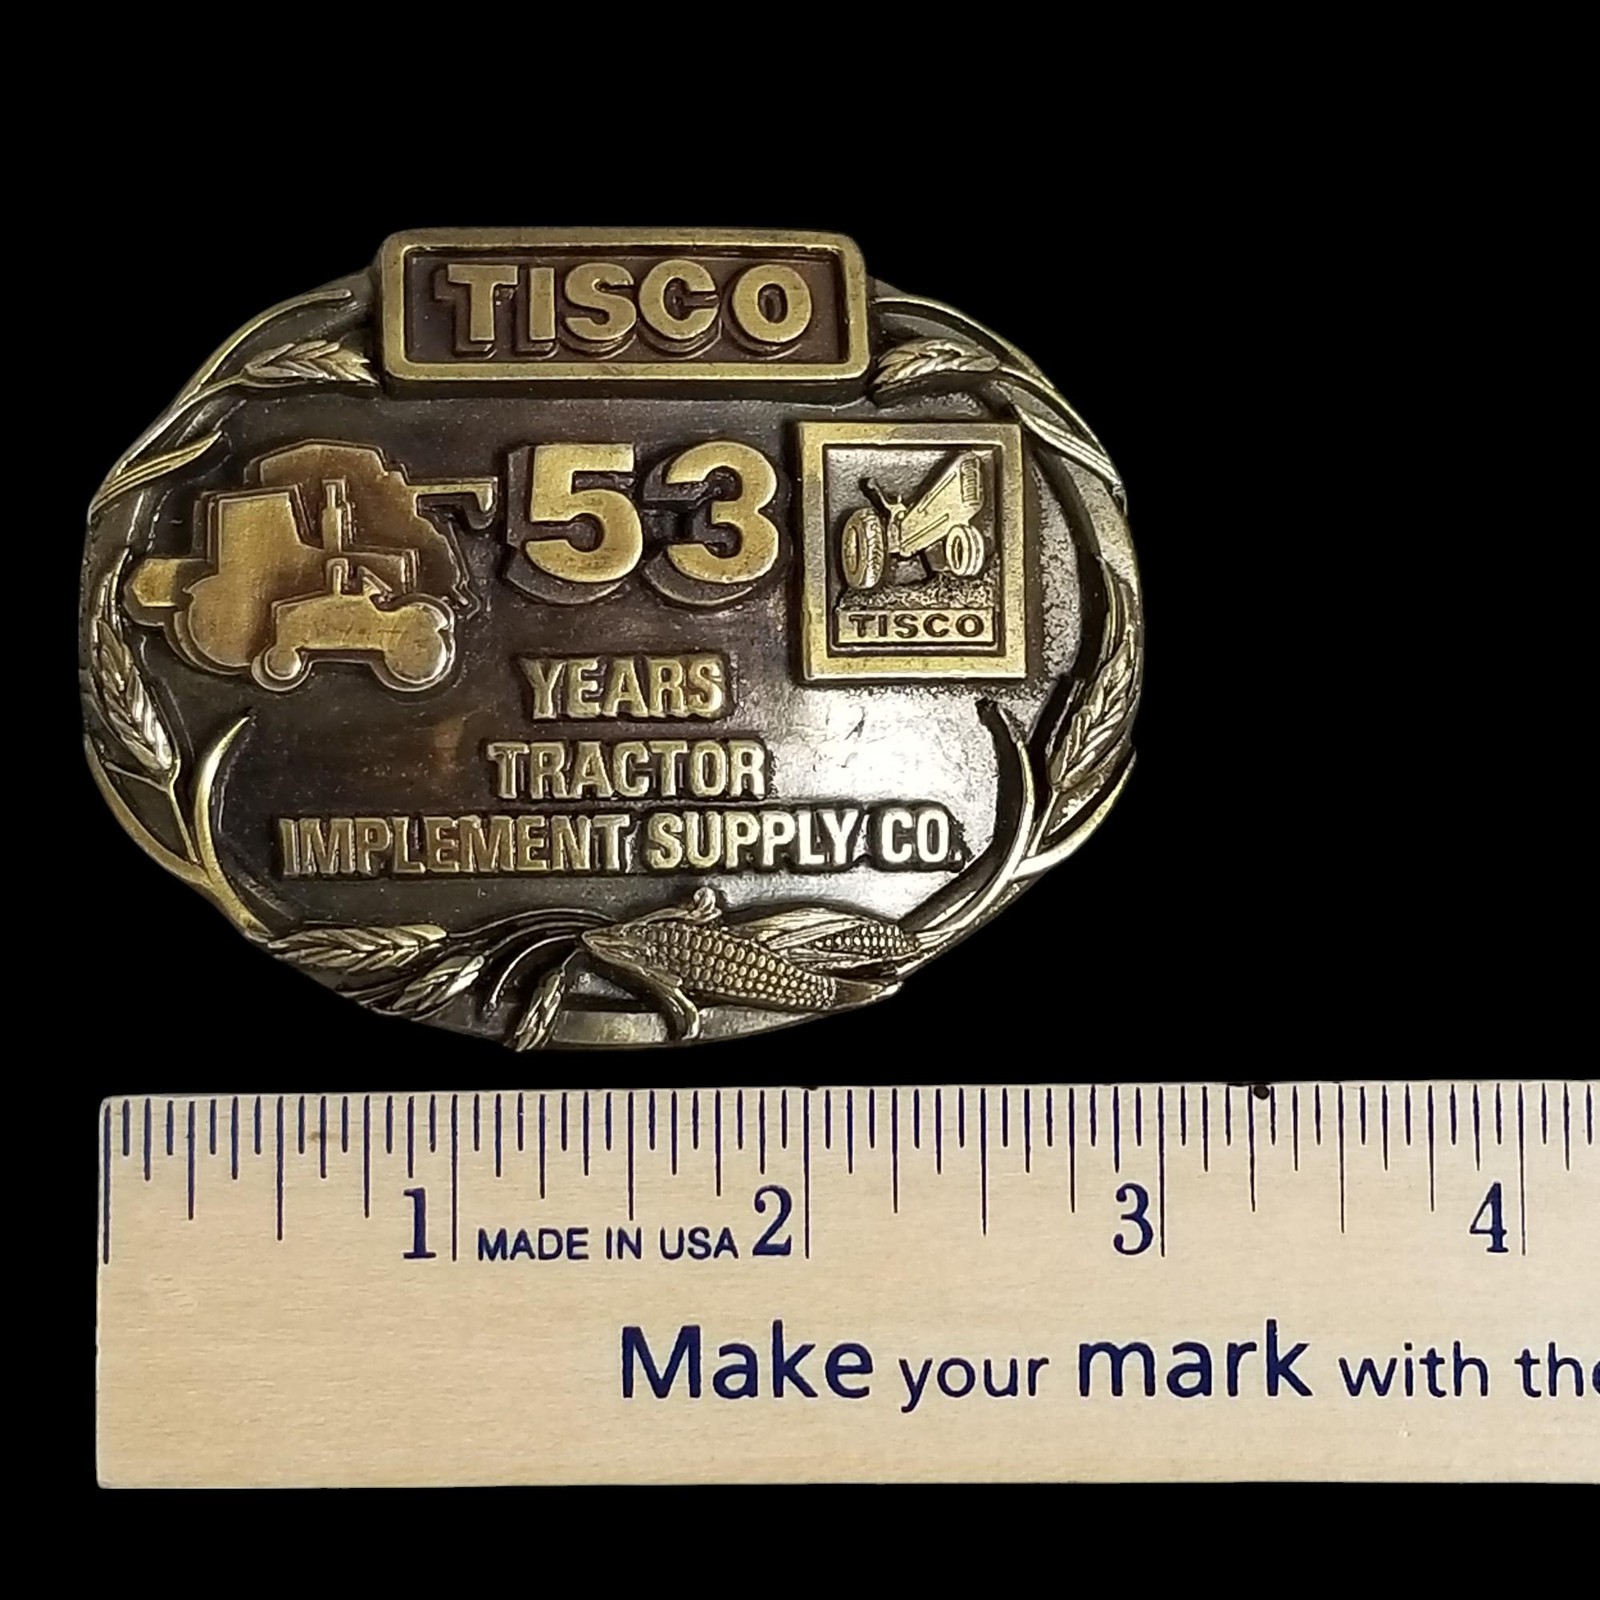 TISCO
53
TISCO
YEARS
TRACTOR
IMPLEMENT SUPPLY CO.
1 2 3 4
MADE IN USA
Make your mark with the